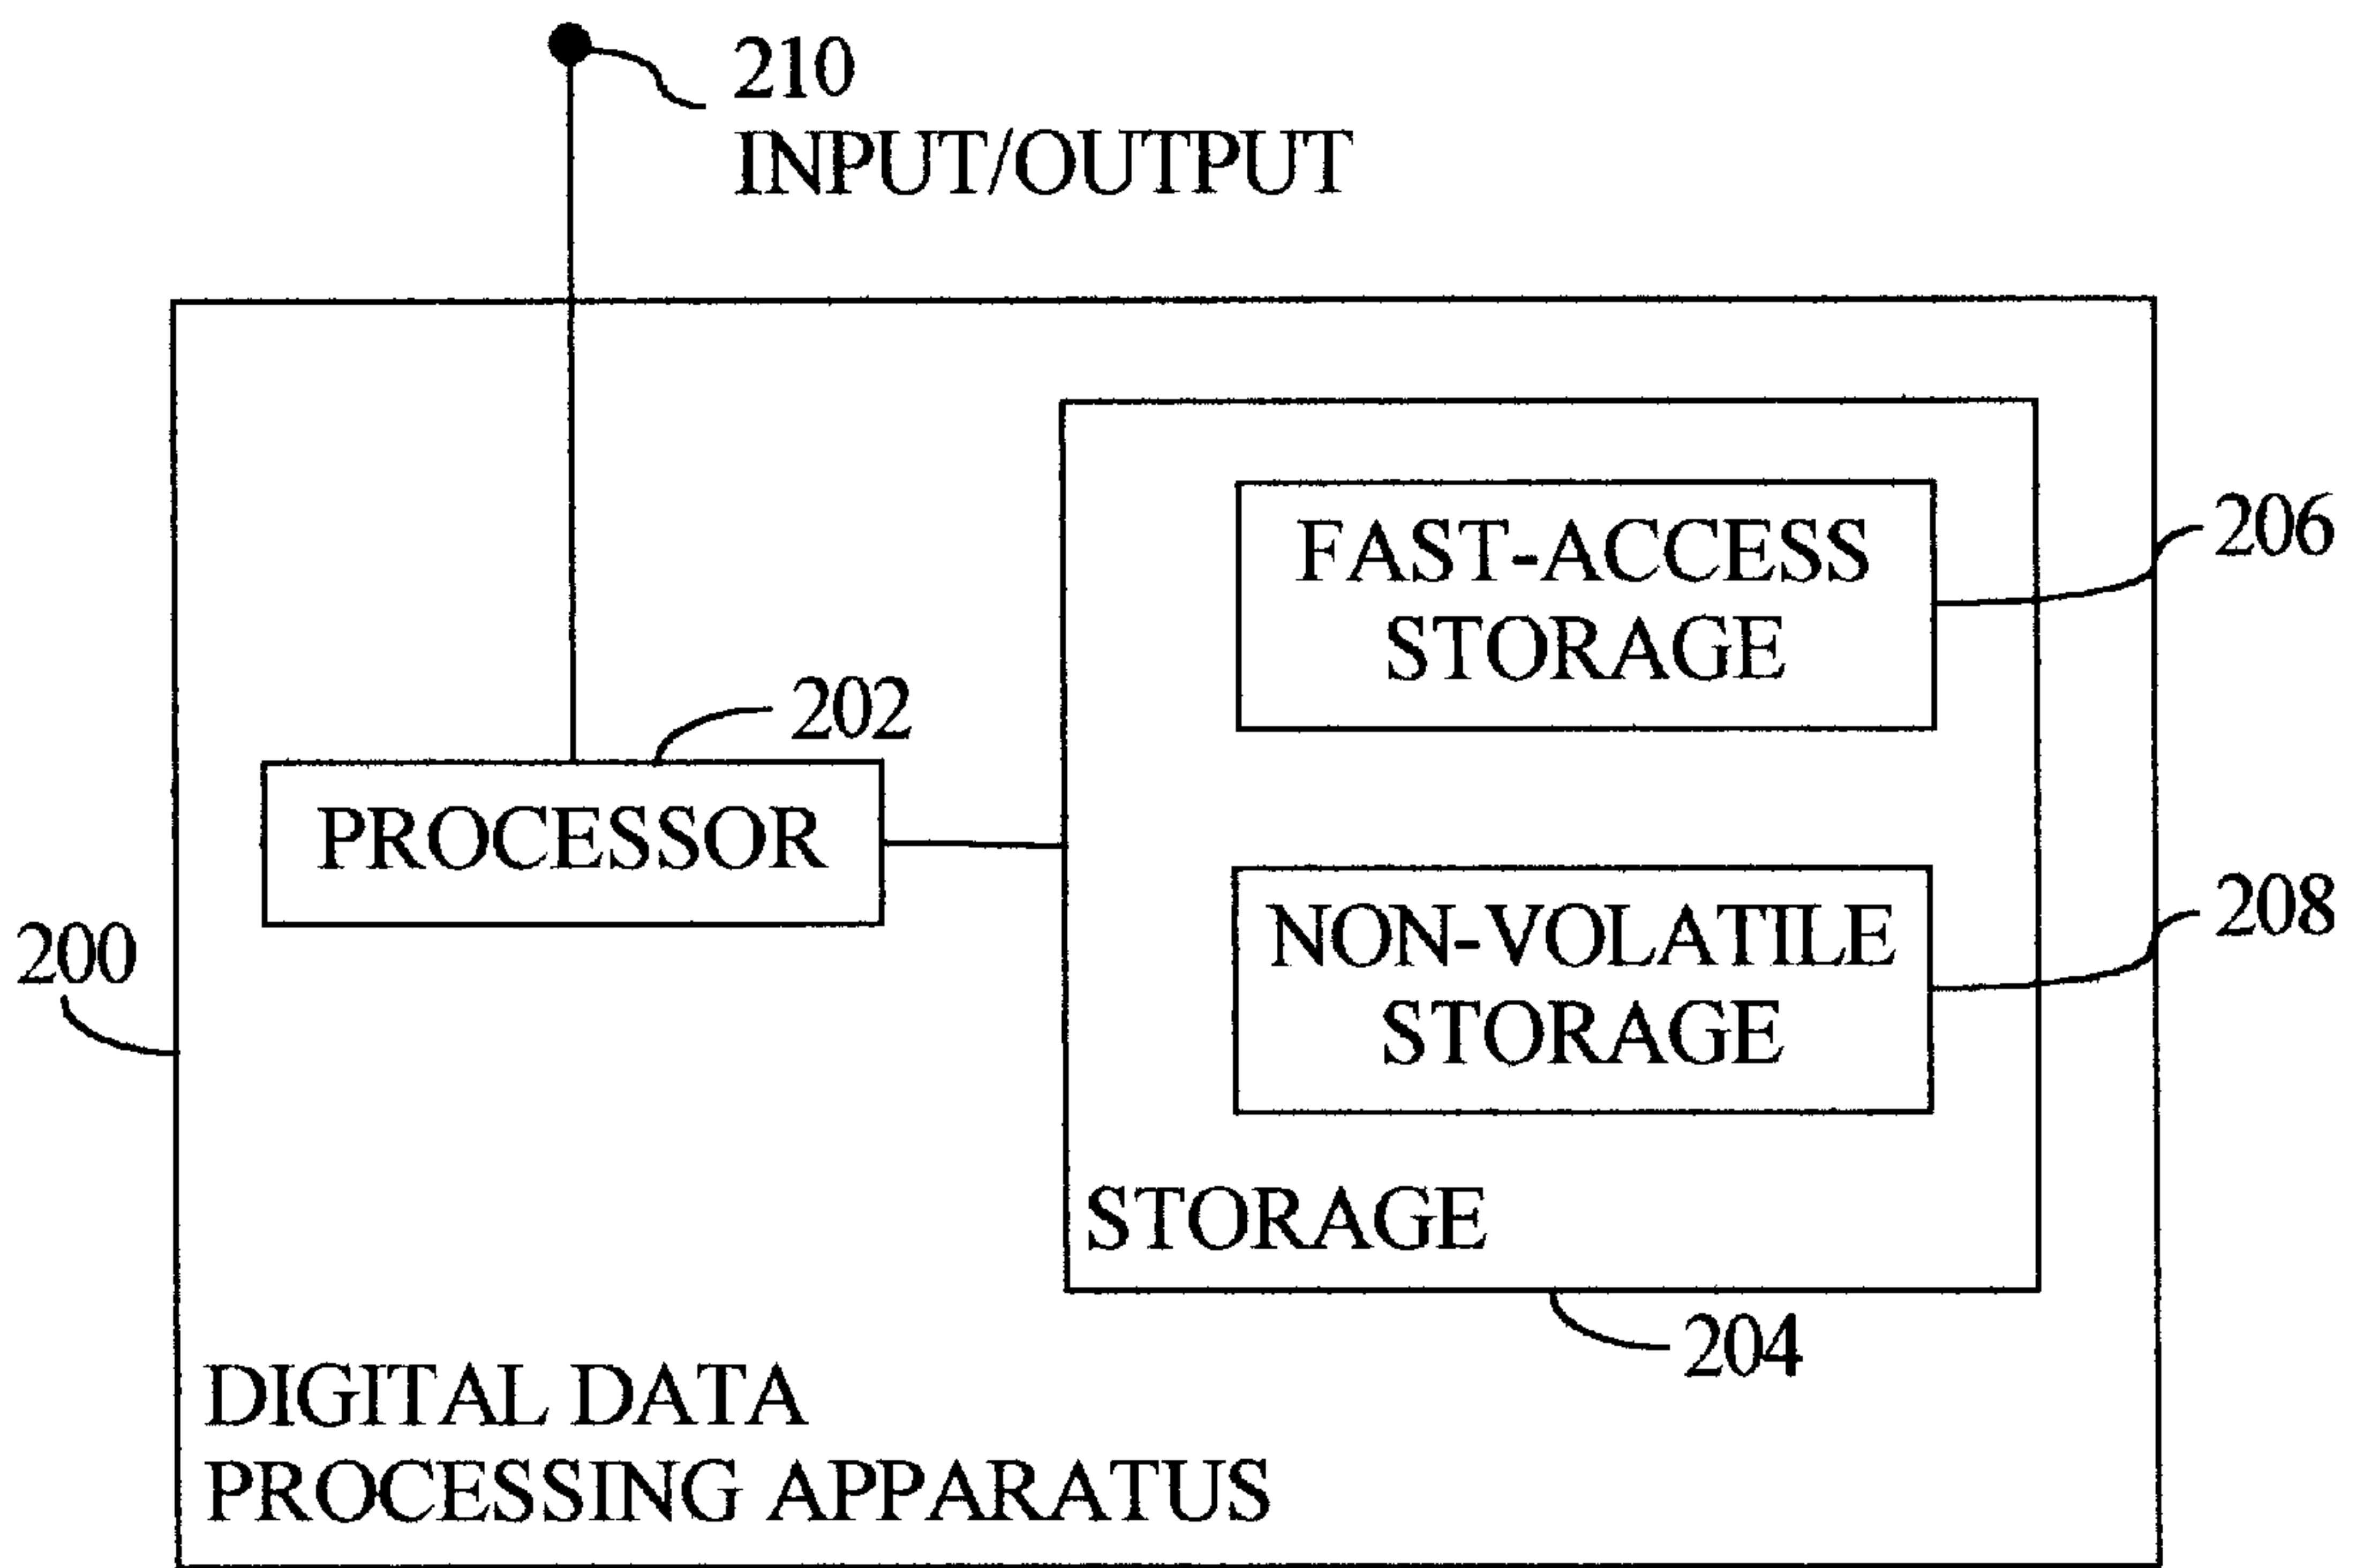 210
INPUT/OUTPUT
FAST-ACCESS
STORAGE
206
202
PROCESSOR
NON-VOLATILE
STORAGE
208
200
STORAGE
204
DIGITAL DATA
PROCESSING APPARATUS